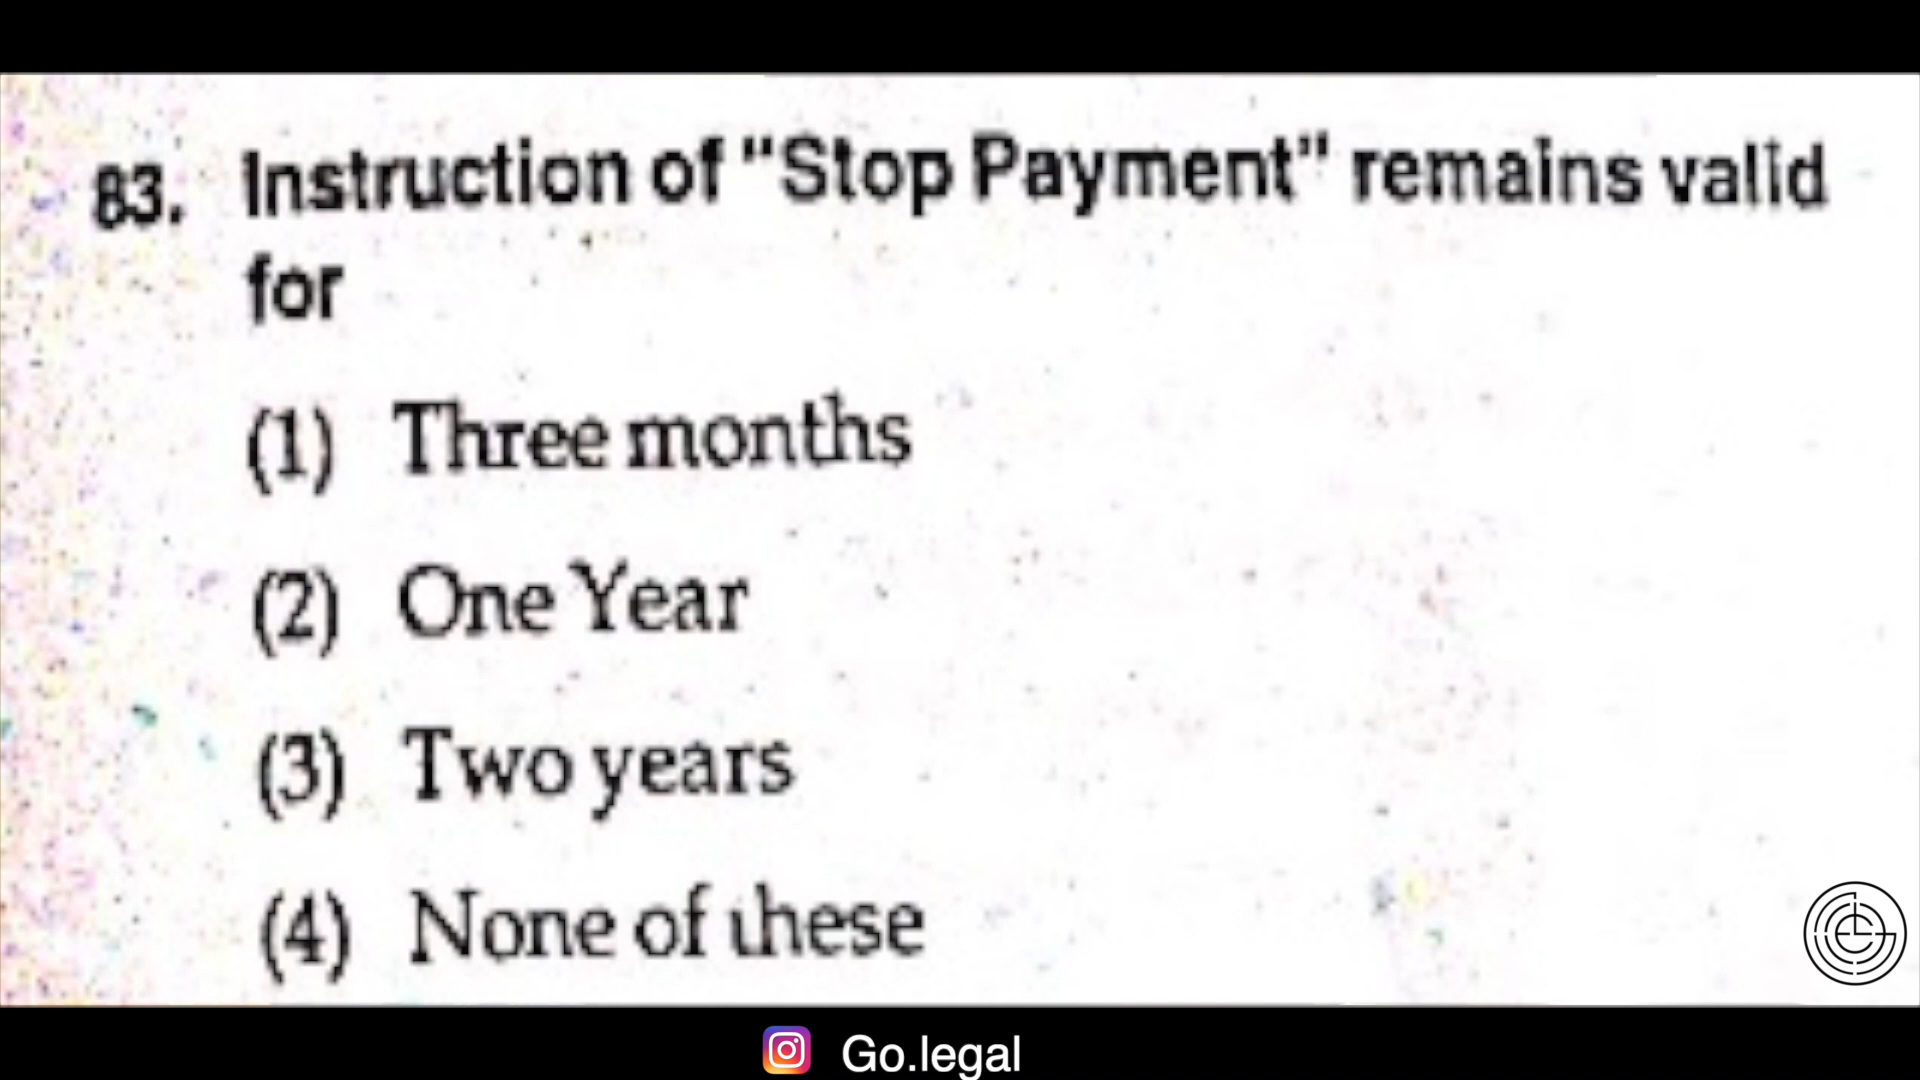 83. Instruction of "Stop Payment" remains valid
for
(1) Three months
(2) One Year
(3) Two years
(4) None of these
Go.legal